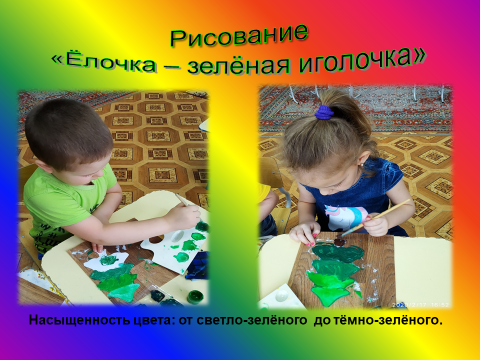 Рисование
«Ёлочка – зелёная иголочка»
Насыщенность цвета: от светло-зелёного до тёмно-зелёного.